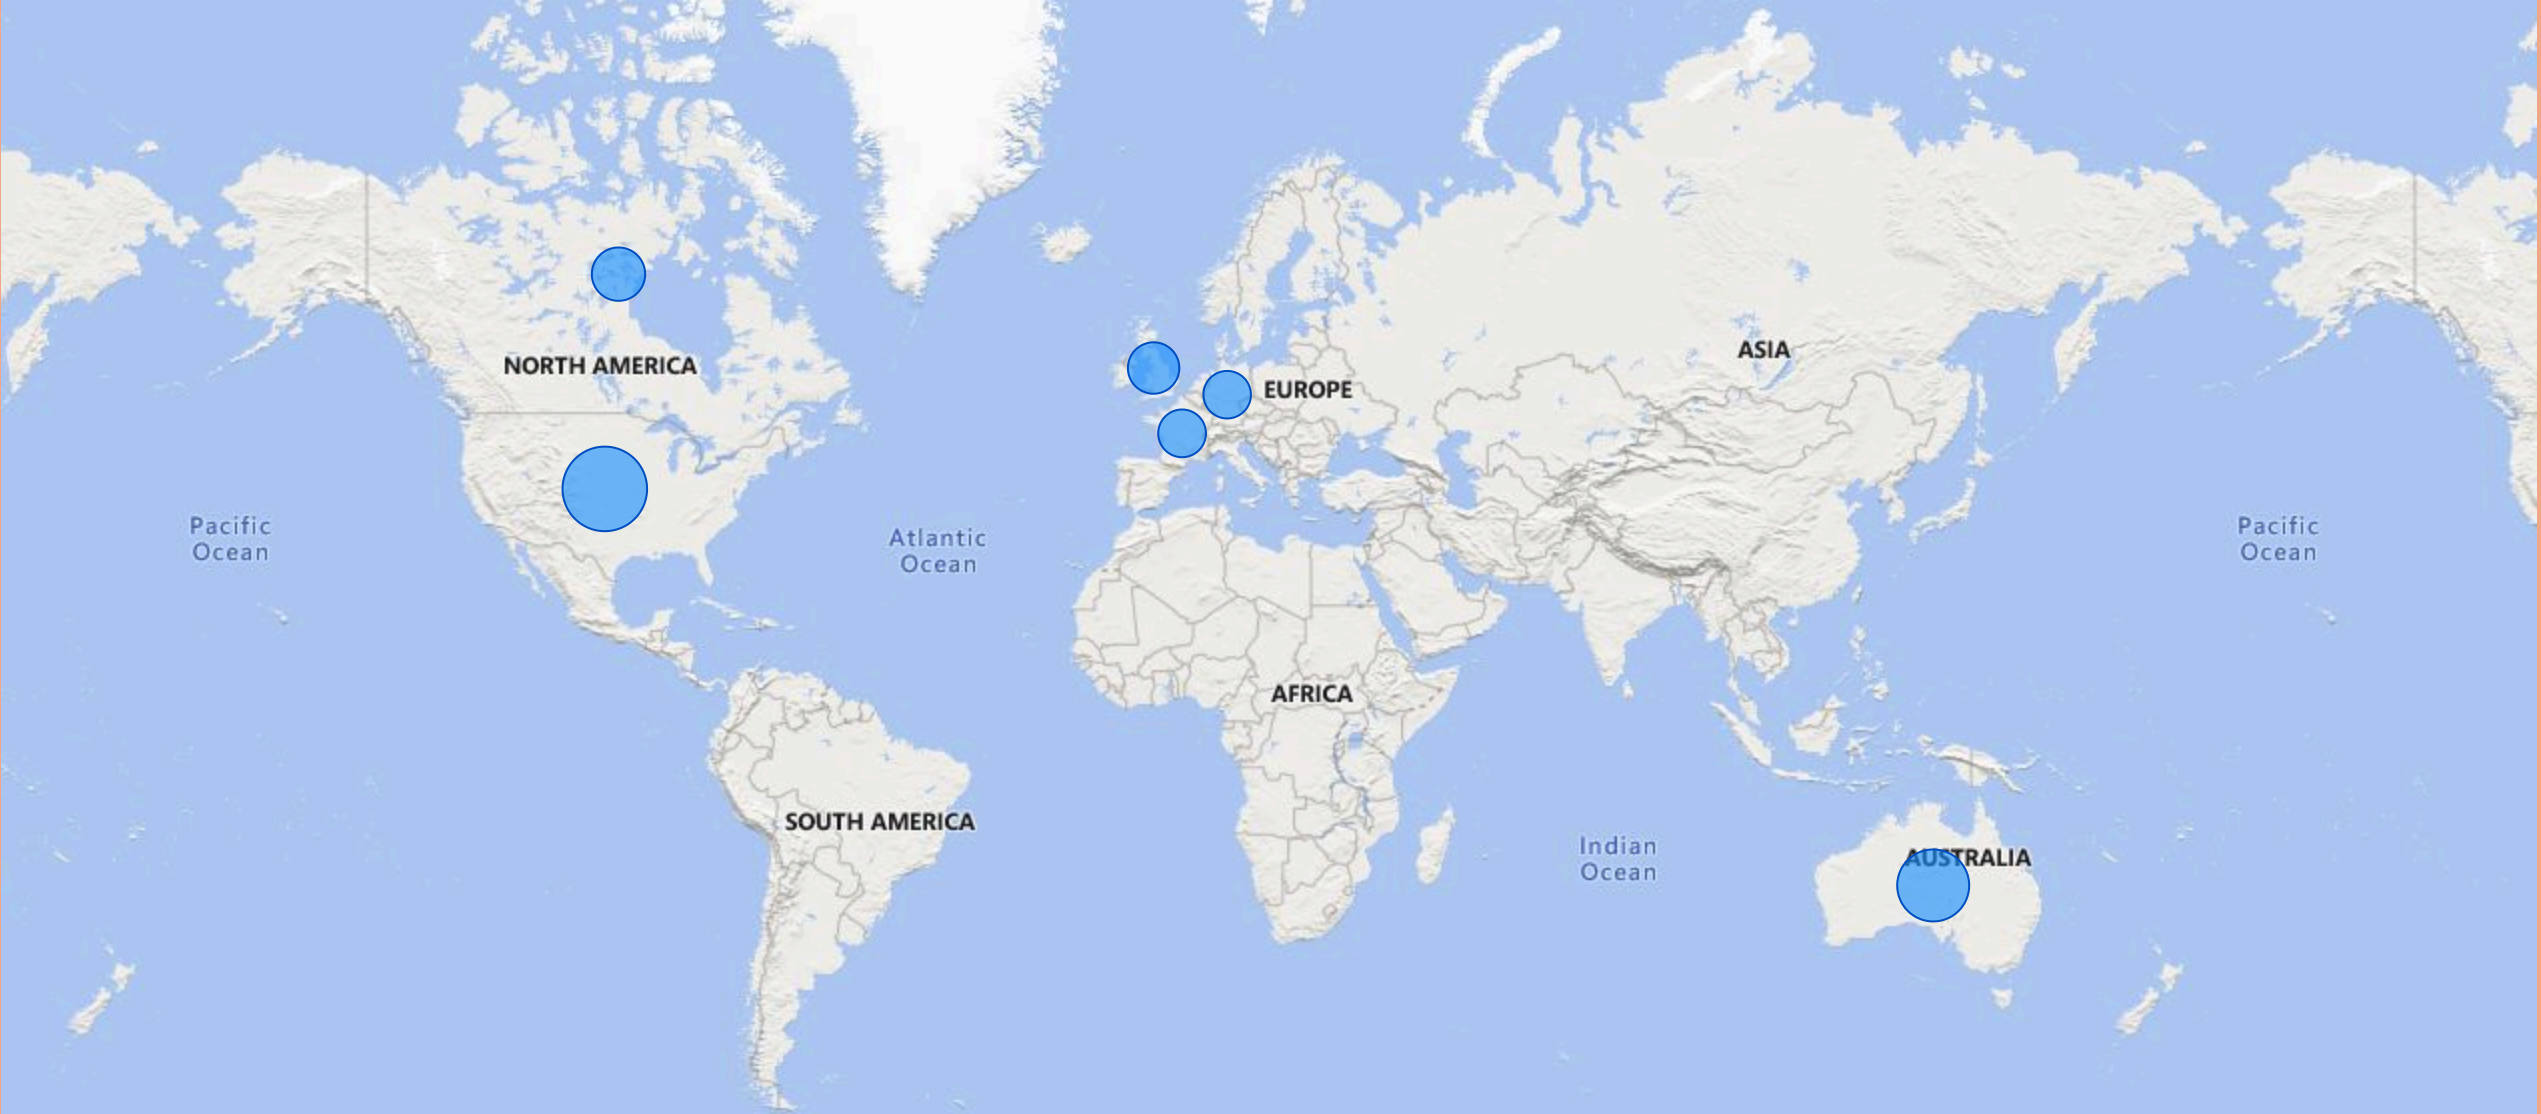 NORTH AMERICA
ASIA
EUROPE
Pacific
Ocean
Atlantic
Ocean
Pacific
Ocean
AFRICA
SOUTH AMERICA
Indian
Ocean
AUSTRALIA